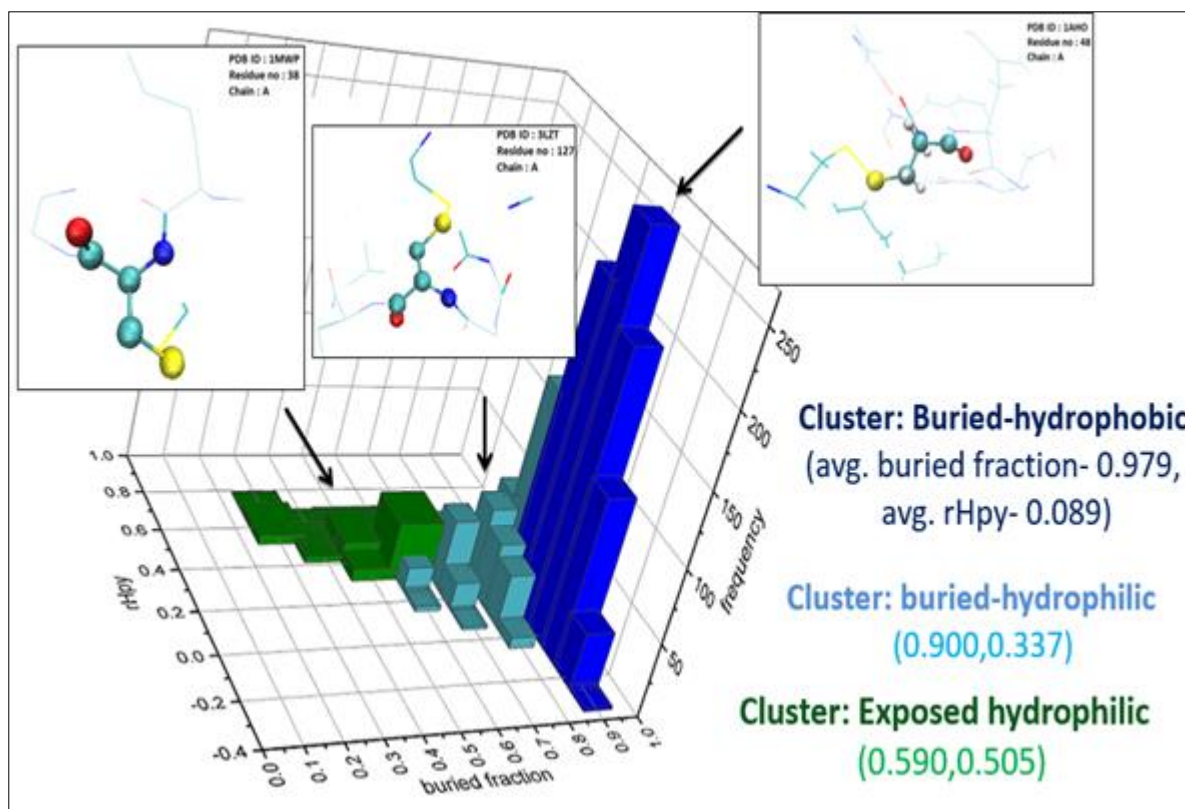 PDB ID : 1MWP
Residue no : 38
Chain : A
PDB ID : 3LZT
Residue no : 127
Chain : A
PDB ID : 1AHO
Residue no : 48
Chain : A
1.0
0.8
0.6
0.4
0.2
0.0
-0.2
-0.4
rHpy
0.0
0.1
0.2
0.3
0.4
0.5
0.6
0.7
0.8
0.9
1.0
buried fraction
50
100
150
200
250
frequency
Cluster: Buried-hydrophobic
(avg. buried fraction- 0.979,
avg. rHpy- 0.089)
Cluster: buried-hydrophilic
(0.900,0.337)
Cluster: Exposed hydrophilic
(0.590,0.505)